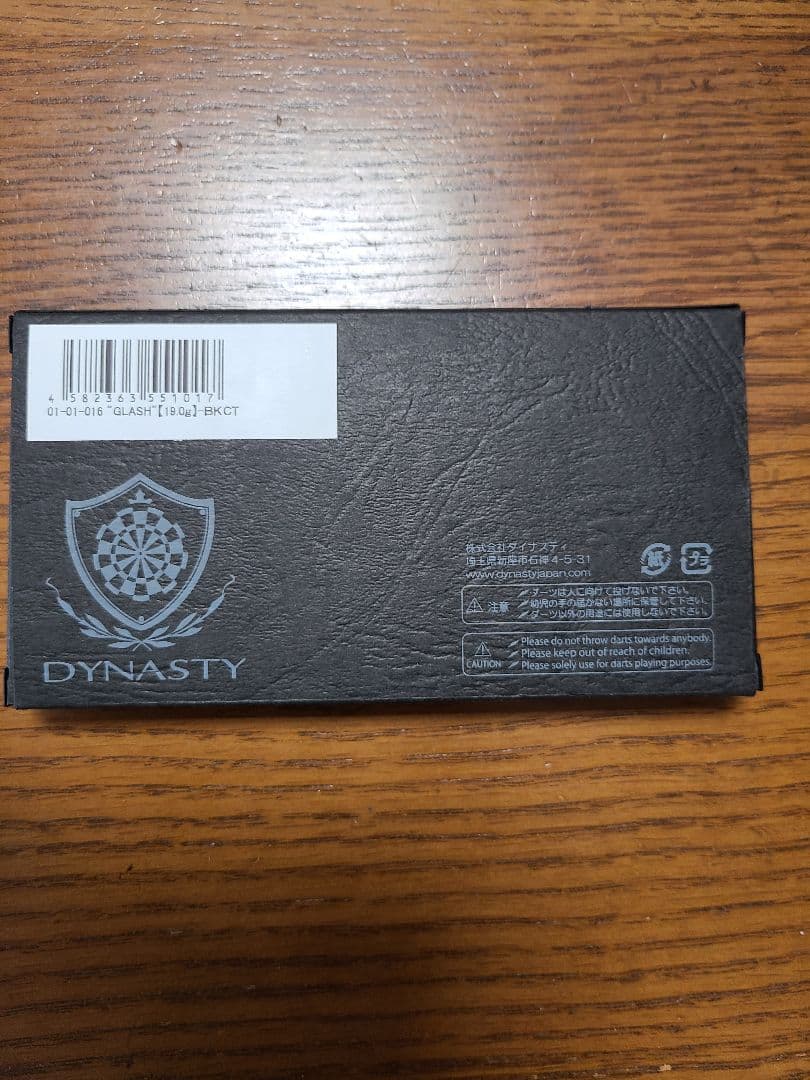 4 582363 551017
01-01-016 "GLASH"【19.0g】-BKCT
DYNASTY
株式会社ダイナスティ
埼玉県新座市石神4-5-31
www.dynastyjapan.com
紙
プラ
注意
ダーツは人に向けて投げないで下さい。
幼児の手の届かない場所に保管して下さい。
ダーツ以外の用途には使用しないで下さい。
CAUTION
Please do not throw darts towards anybody.
Please keep out of reach of children.
Please solely use for darts playing purposes.